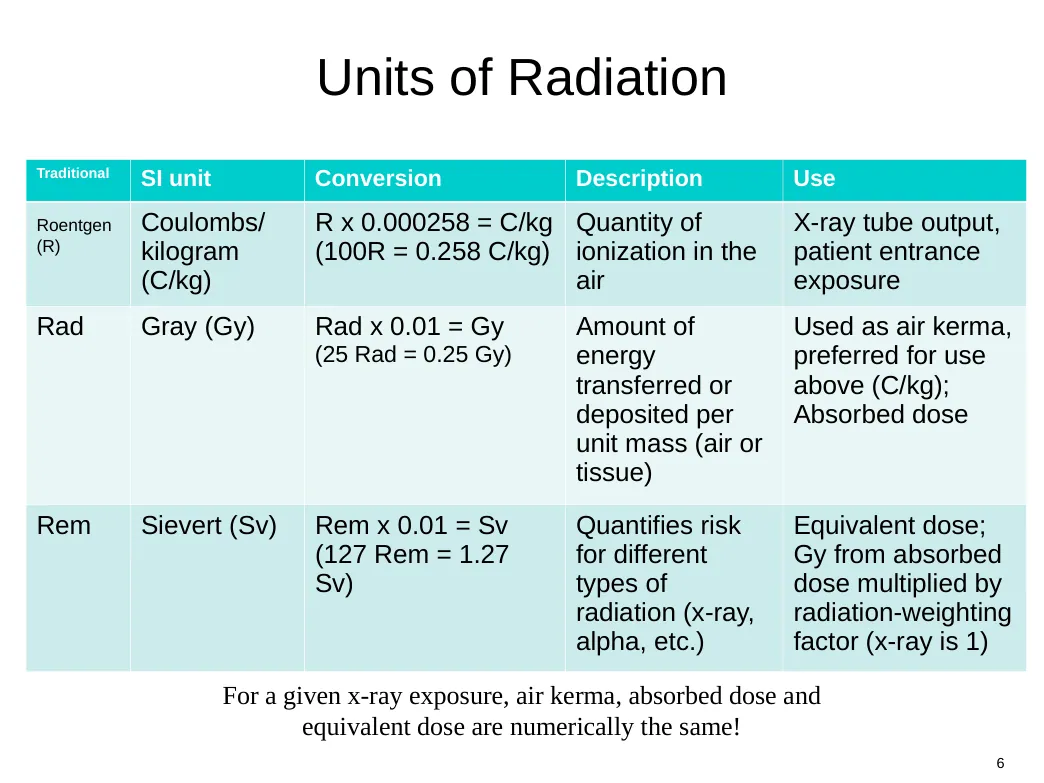 Units of Radiation
Traditional
SI unit
Conversion
Description
Use
Roentgen
(R)
Coulombs/
kilogram
(C/kg)
R x 0.000258 = C/kg
(100R = 0.258 C/kg)
Quantity of
ionization in the
air
X-ray tube output,
patient entrance
exposure
Rad
Gray (Gy)
Rad x 0.01 = Gy
(25 Rad = 0.25 Gy)
Amount of
energy
transferred or
deposited per
unit mass (air or
tissue)
Used as air kerma,
preferred for use
above (C/kg);
Absorbed dose
Rem
Sievert (Sv)
Rem x 0.01 = Sv
(127 Rem = 1.27
Sv)
Quantifies risk
for different
types of
radiation (x-ray,
alpha, etc.)
Equivalent dose;
Gy from absorbed
dose multiplied by
radiation-weighting
factor (x-ray is 1)
For a given x-ray exposure, air kerma, absorbed dose and
equivalent dose are numerically the same!
6